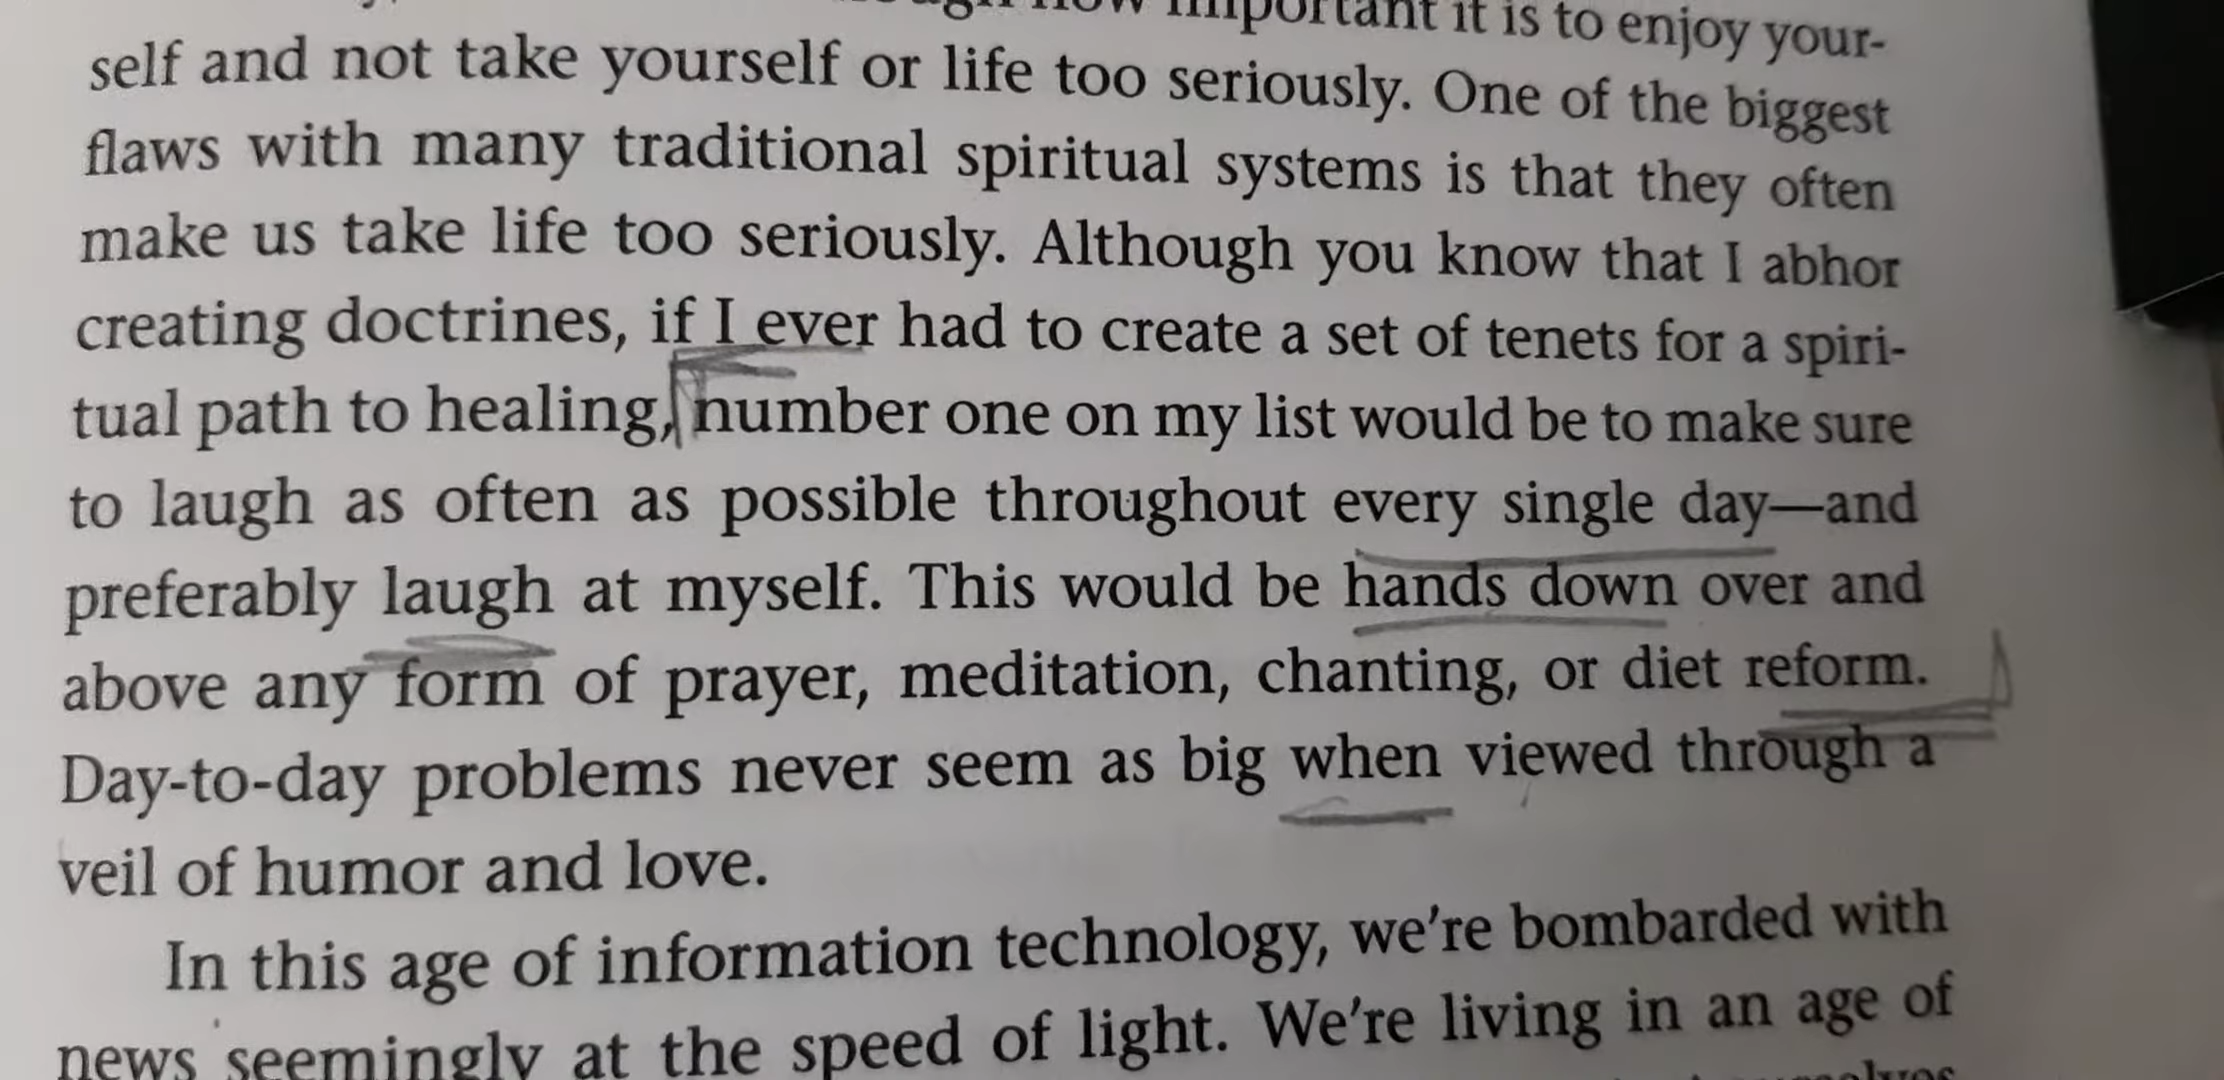 important it is to enjoy your-
self and not take yourself or life too seriously. One of the biggest
flaws with many traditional spiritual systems is that they often
make us take life too seriously. Although you know that I abhor
creating doctrines, if I ever had to create a set of tenets for a spiri-
tual path to healing, number one on my list would be to make sure
to laugh as often as possible throughout every single day—and
preferably laugh at myself. This would be hands down over and
above any form of prayer, meditation, chanting, or diet reform.
Day-to-day problems never seem as big when viewed through a
veil of humor and love.
In this age of information technology, we're bombarded with
news seemingly at the speed of light. We're living in an age of